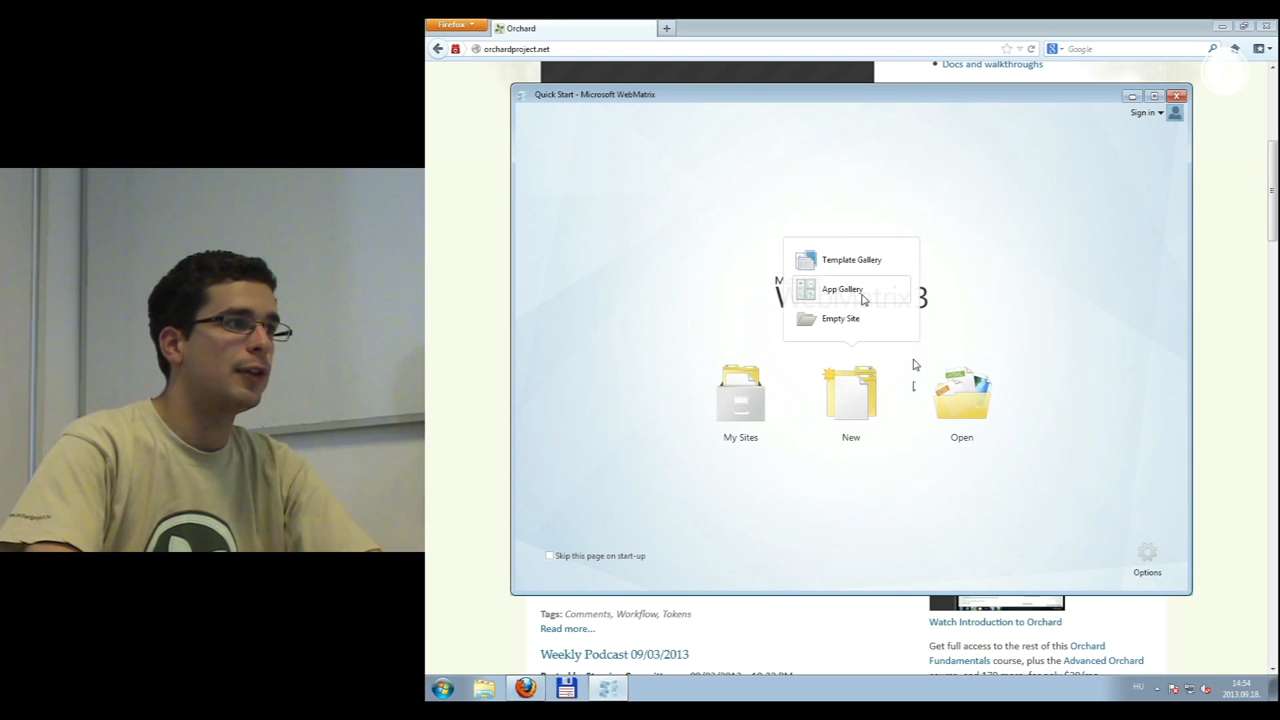 Firefox
Orchard
orchardproject.net
Google
Docs and walkthroughs
Quick Start - Microsoft WebMatrix
Sign in
Template Gallery
App Gallery
Empty Site
My Sites
New
Open
Skip this page on start-up
Options
Tags: Comments, Workflow, Tokens
Read more...
Weekly Podcast 09/03/2013
Watch Introduction to Orchard
Get full access to the rest of this Orchard
Fundamentals course, plus the Advanced Orchard
HU
14:54
2013.09.18.